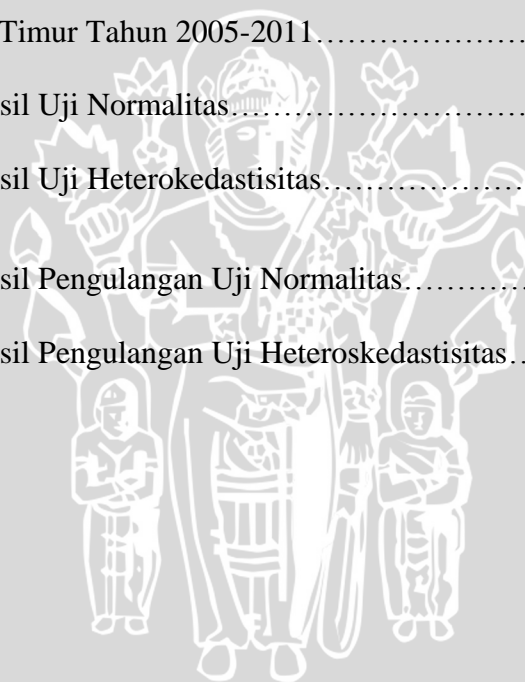 Timur Tahun 2005-2011…………………
sil Uji Normalitas…………………………
sil Uji Heterokedastisitas…………………
sil Pengulangan Uji Normalitas…………
sil Pengulangan Uji Heteroskedastisitas…